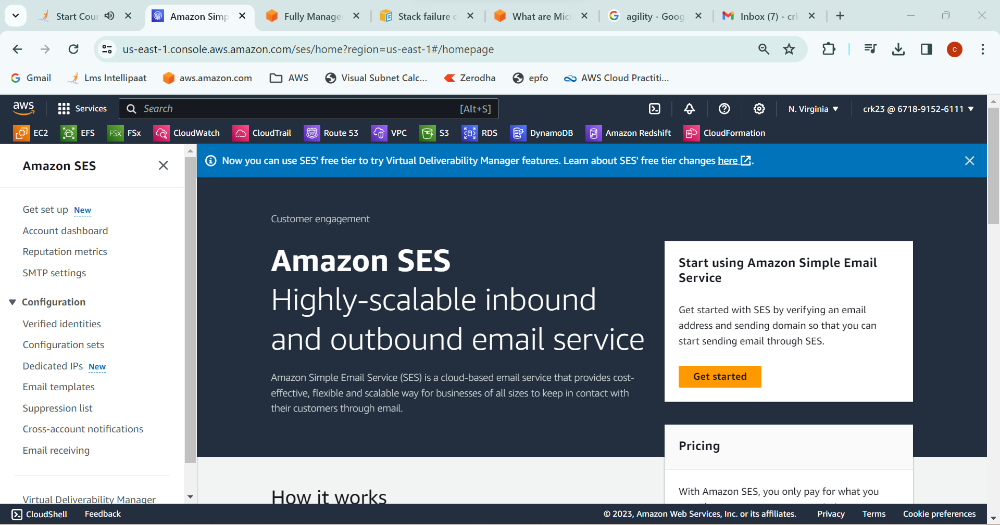 Start Cour
Amazon Simp
Fully Manage
Stack failure o
What are Mic
agility - Goog
Inbox (7) - crk
us-east-1.console.aws.amazon.com/ses/home?region=us-east-1#/homepage
C
Gmail
Lms Intellipaat
aws.amazon.com
AWS
Visual Subnet Calc...
Zerodha
epfo
AWS Cloud Practiti...
aws
Services
Search
[Alt+S]
N. Virginia
crk23 @ 6718-9152-6111
EC2
EFS
FSx
FSx
CloudWatch
CloudTrail
53
Route 53
VPC
S3
RDS
DynamoDB
Amazon Redshift
CloudFormation
Amazon SES
Get set up New
Account dashboard
Reputation metrics
SMTP settings
Configuration
Verified identities
Configuration sets
Dedicated IPs New
Email templates
Suppression list
Cross-account notifications
Email receiving
Virtual Deliverability Manager
Now you can use SES' free tier to try Virtual Deliverability Manager features. Learn about SES' free tier changes here.
Customer engagement
Amazon SES
Highly-scalable inbound
and outbound email service
Amazon Simple Email Service (SES) is a cloud-based email service that provides cost-
effective, flexible and scalable way for businesses of all sizes to keep in contact with
their customers through email.
Start using Amazon Simple Email
Service
Get started with SES by verifying an email
address and sending domain so that you can
start sending email through SES.
Get started
Pricing
With Amazon SES, you only pay for what you
How it works
CloudShell
Feedback
© 2023, Amazon Web Services, Inc. or its affiliates.
Privacy
Terms
Cookie preferences